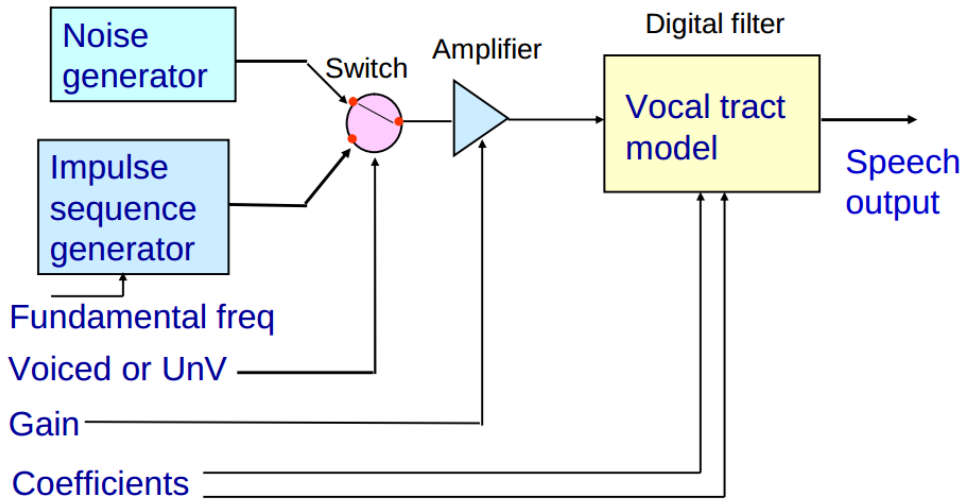 Noise
generator
Switch
Amplifier
Digital filter
Vocal tract
model
Speech
output
Impulse
sequence
generator
Fundamental freq
Voiced or UnV
Gain
Coefficients